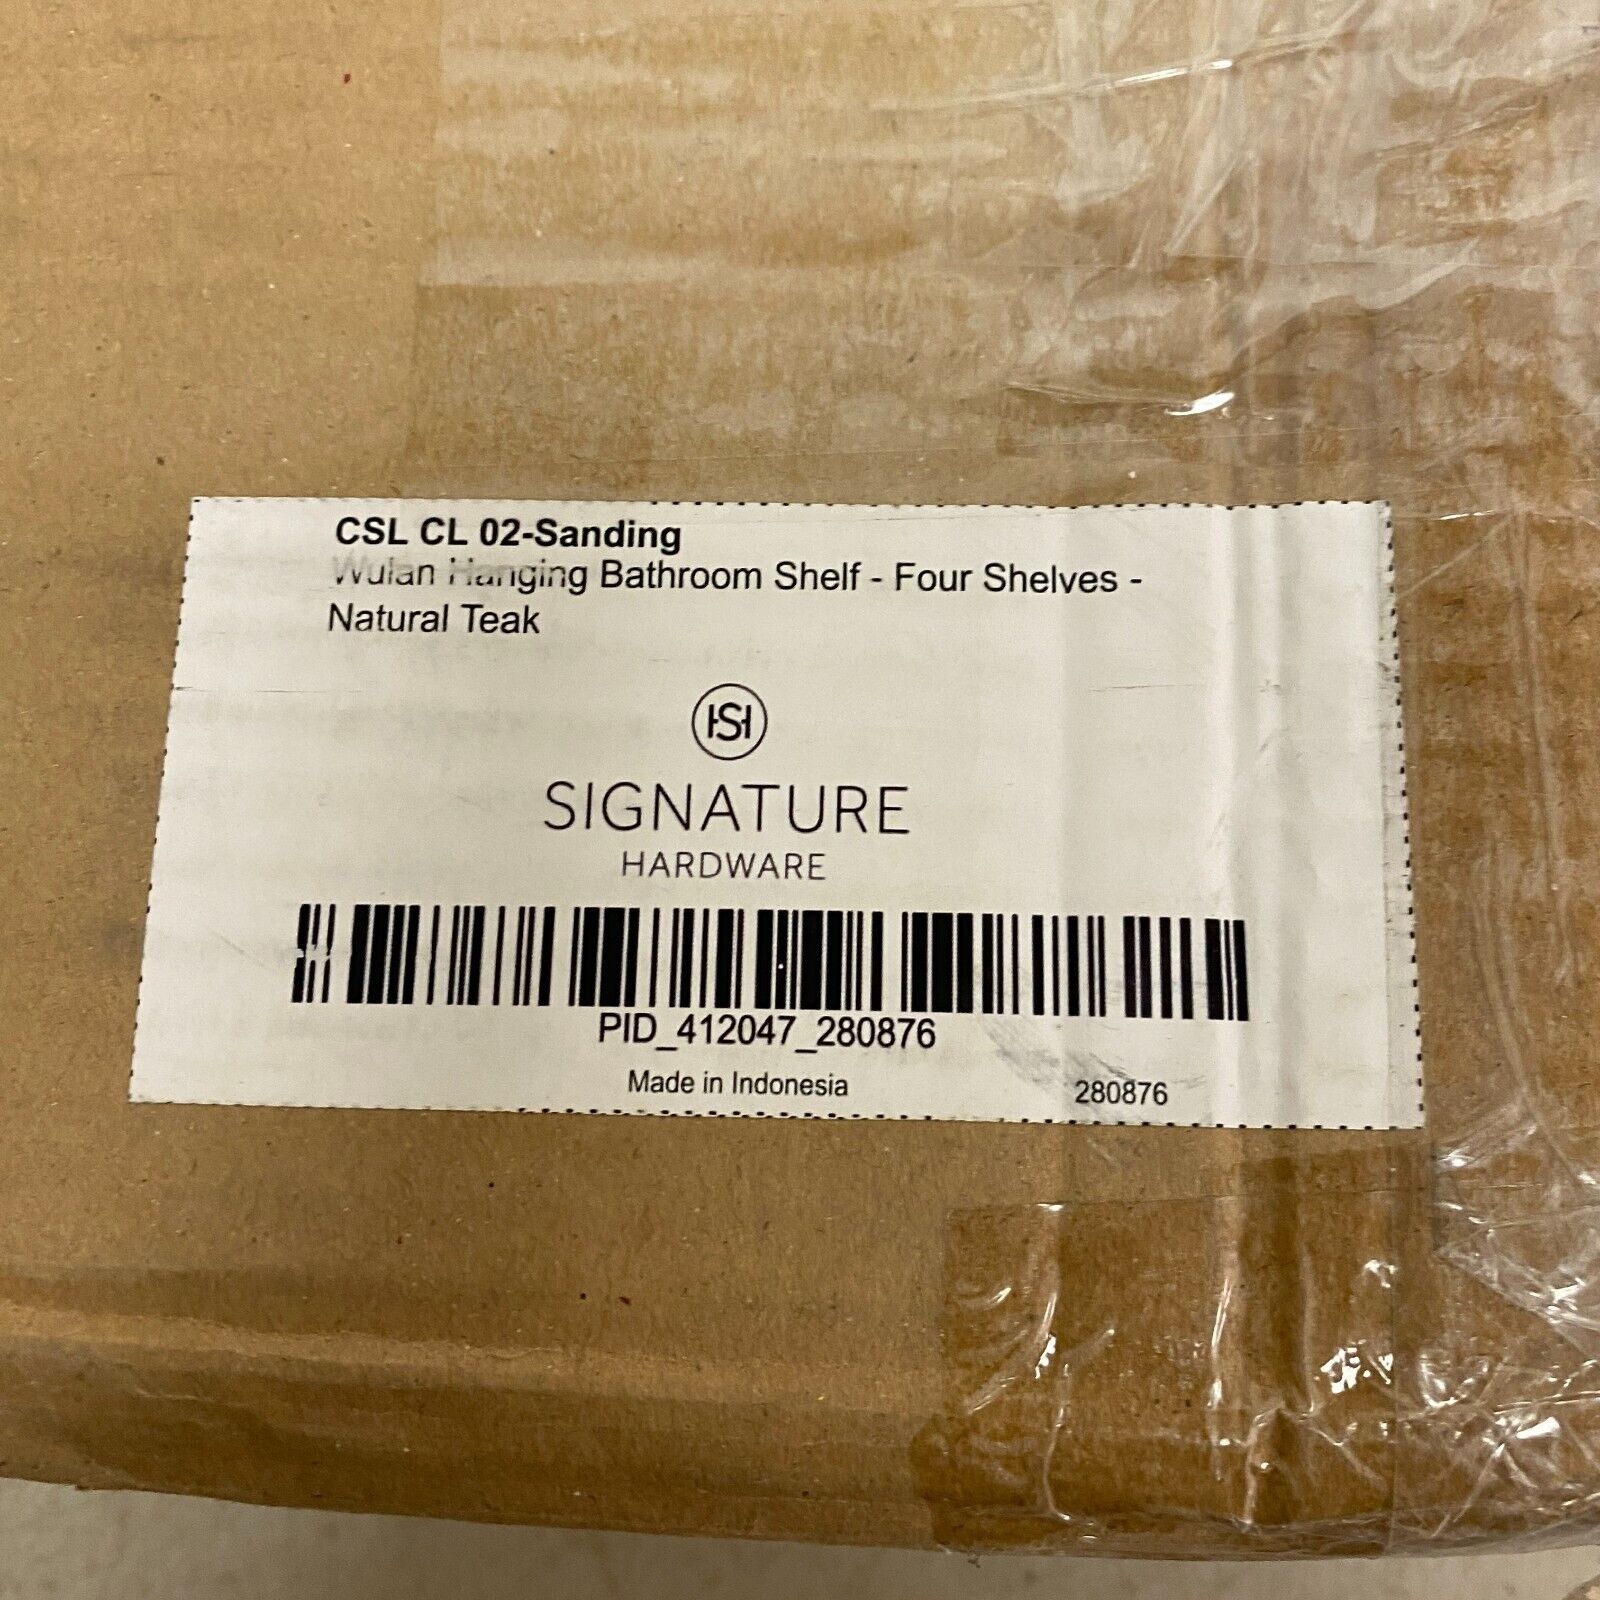 CSL CL 02-Sanding
Wulan Hanging Bathroom Shelf - Four Shelves -
Natural Teak
SIGNATURE
HARDWARE
PID_412047_280876
Made in Indonesia
280876